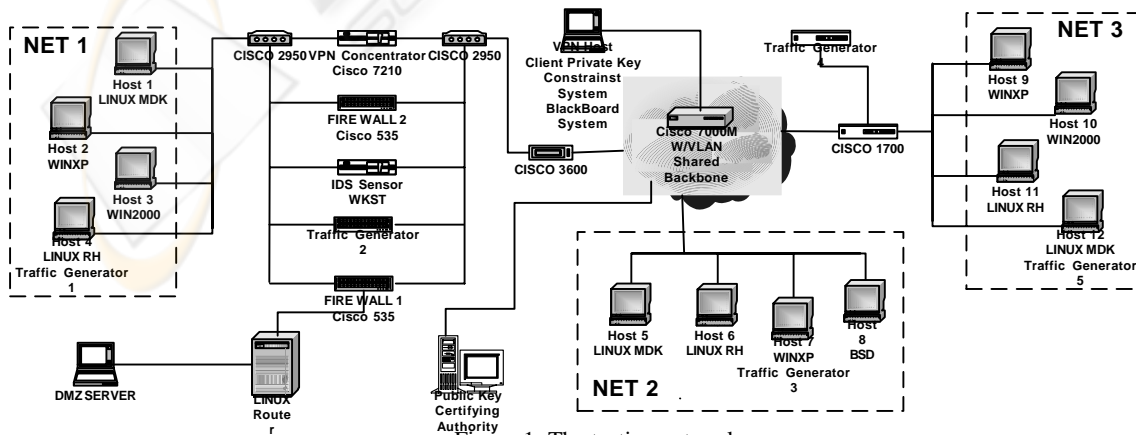 NET 1
Host 1
LINUX MDK
Host 2
WINXP
Host 3
WIN2000
Host 4
LINUX RH
Traffic Generator
1
CISCO 2950
VPN Concentrator
Cisco 7210
CISCO 2950
FIRE WALL 2
Cisco 535
IDS Sensor
WKST
Traffic Generator
2
FIRE WALL 1
Cisco 535
DMZ SERVER
LINUX
Route
r
CISCO 3600
VPN Host
Client Private Key
Constrainst
System
BlackBoard
System
Cisco 7000M
W/VLAN
Shared
Backbone
Public Key
Certifying
Authority
Traffic Generator
4
CISCO 1700
NET 2
Host 5
LINUX MDK
Host 6
LINUX RH
Host 7
WINXP
Traffic Generator
3
Host
8
BSD
NET 3
Host 9
WINXP
Host 10
WIN2000
Host 11
LINUX RH
Host 12
LINUX MDK
Traffic Generator
5